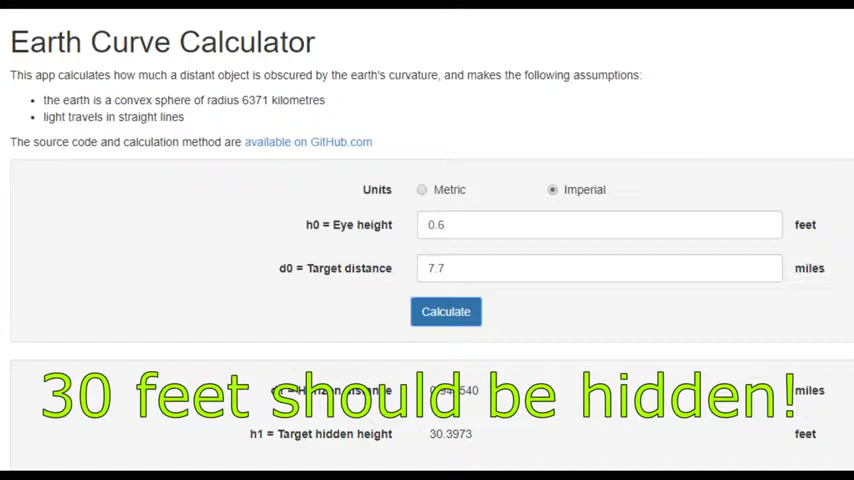 Earth Curve Calculator
This app calculates how much a distant object is obscured by the earth's curvature, and makes the following assumptions:
• the earth is a convex sphere of radius 6371 kilometres
• light travels in straight lines
The source code and calculation method are available on GitHub.com
Units Metric Imperial
h0 = Eye height 0.6 feet
d0 = Target distance 7.7 miles
Calculate
30 feet should be hidden!
d1 = Horizon distance miles
h1 = Target hidden height 30.3973 feet